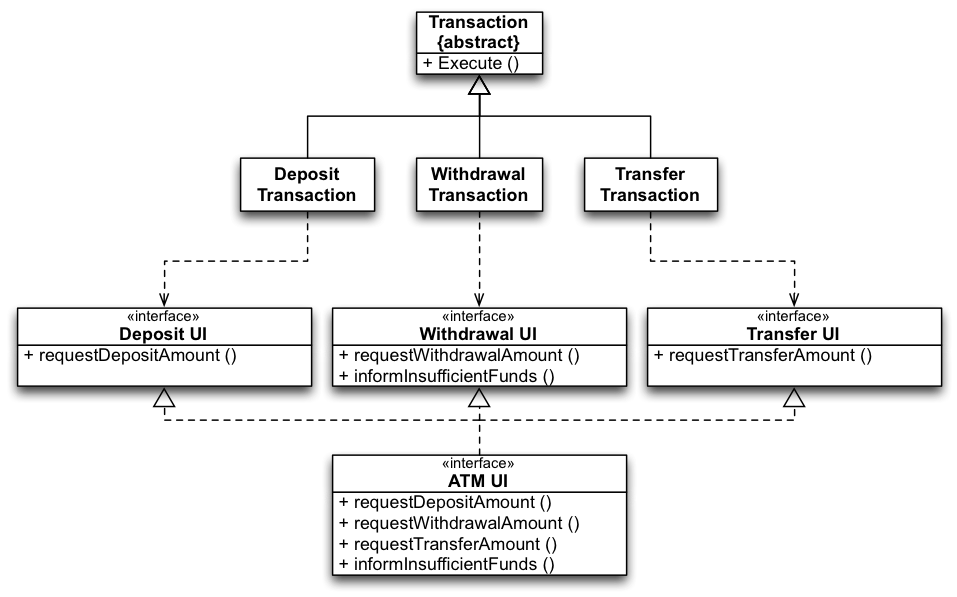 Transaction
{abstract}
+ Execute ()
Deposit
Transaction
Withdrawal
Transaction
Transfer
Transaction
«interface»
Deposit UI
+ requestDepositAmount ()
«interface»
Withdrawal UI
+ requestWithdrawalAmount ()
+ informInsufficientFunds ()
«interface»
Transfer UI
+ requestTransferAmount ()
«interface»
ATM UI
+ requestDepositAmount ()
+ requestWithdrawalAmount ()
+ requestTransferAmount ()
+ informInsufficientFunds ()